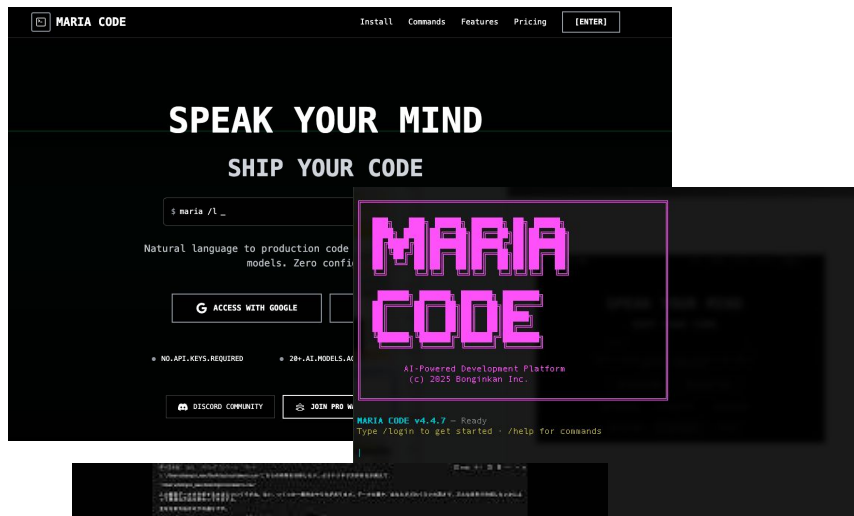 MARIA CODE
Install Commands Features Pricing [ENTER]
SPEAK YOUR MIND
SHIP YOUR CODE
$ maria /l _
Natural language to production code
models. Zero confi
ACCESS WITH GOOGLE
NO.API.KEYS.REQUIRED
20+.AI.MODELS.AC
DISCORD COMMUNITY
JOIN PRO W
MARIA
CODE
AI-Powered Development Platform
(c) 2025 Bonginkan Inc.
MARIA CODE v4.4.7 — Ready
Type /login to get started · /help for commands